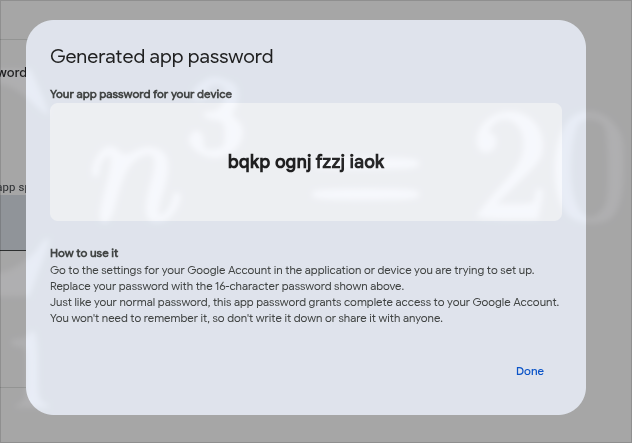 Generated app password
Your app password for your device
bqkp ognj fzzj iaok
How to use it
Go to the settings for your Google Account in the application or device you are trying to set up.
Replace your password with the 16-character password shown above.
Just like your normal password, this app password grants complete access to your Google Account.
You won't need to remember it, so don't write it down or share it with anyone.
Done
n³ = 20